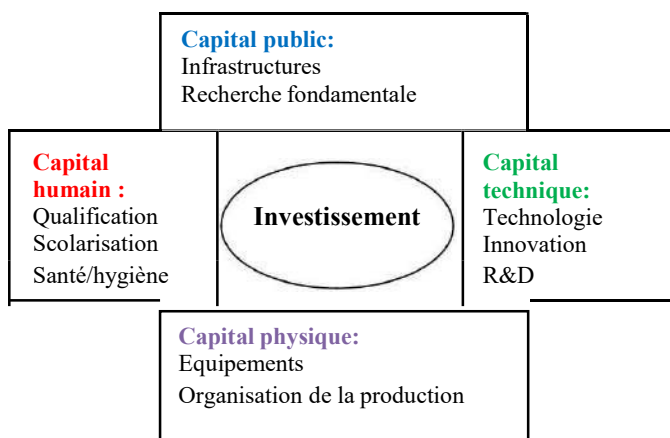 Capital public:
Infrastructures
Recherche fondamentale
Capital
humain :
Qualification
Scolarisation
Santé/hygiène
Investissement
Capital
technique:
Technologie
Innovation
R&D
Capital physique:
Equipements
Organisation de la production